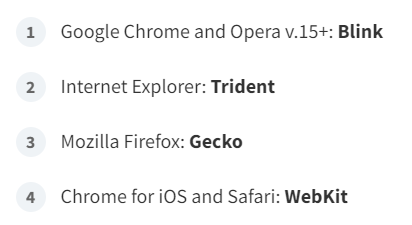 1 Google Chrome and Opera v.15+: Blink
2 Internet Explorer: Trident
3 Mozilla Firefox: Gecko
4 Chrome for iOS and Safari: WebKit